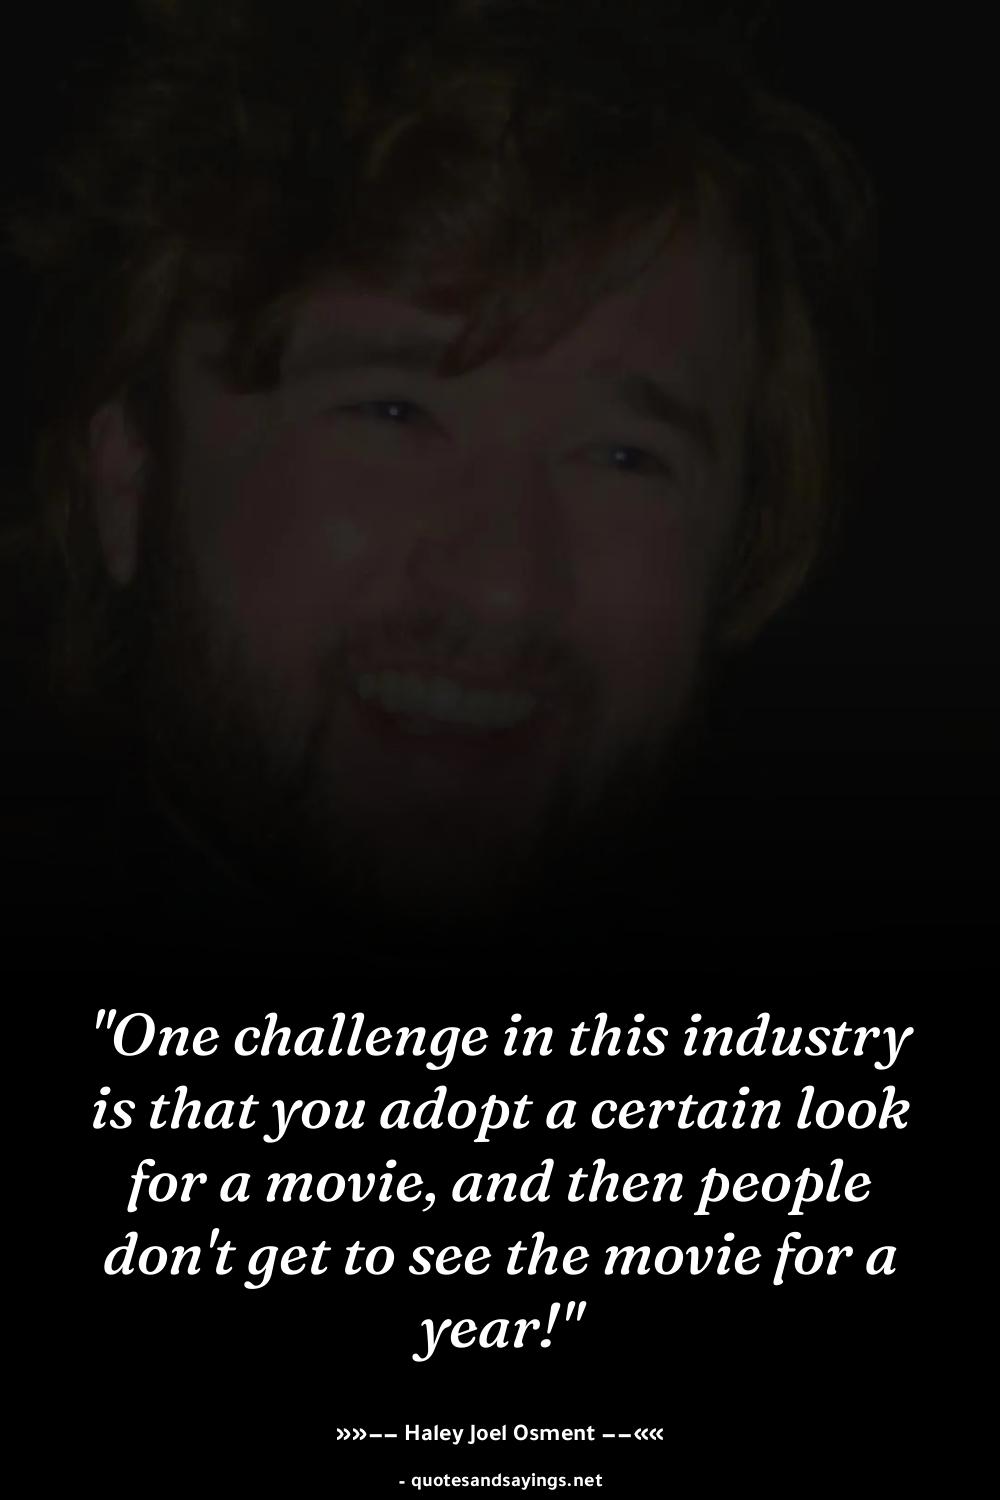 "One challenge in this industry
is that you adopt a certain look
for a movie, and then people
don't get to see the movie for a
year!"
»»–– Haley Joel Osment ––««
- quotesandsayings.net